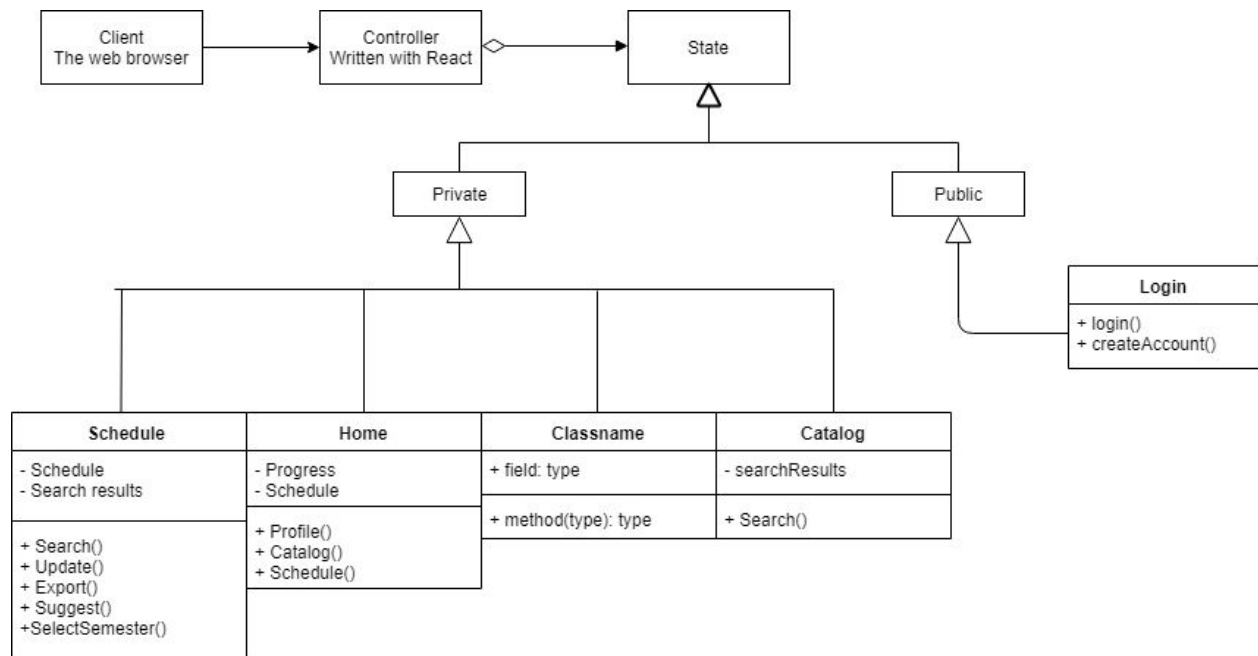 Client
The web browser
Controller
Written with React
State
Private
Public
Login
+ login()
+ createAccount()
Schedule
- Schedule
- Search results
+ Search()
+ Update()
+ Export()
+ Suggest()
+SelectSemester()
Home
- Progress
- Schedule
+ Profile()
+ Catalog()
+ Schedule()
Classname
+ field: type
+ method(type): type
Catalog
- searchResults
+ Search()